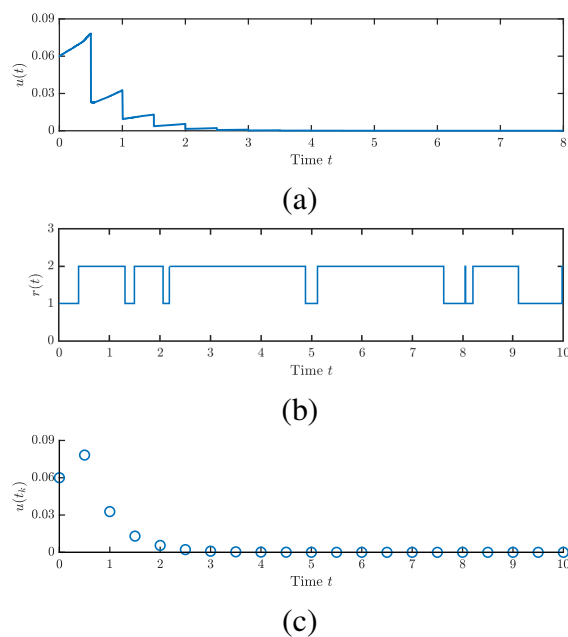 0.09
0.06
0.03
0
u(t)
0 1 2 3 4 5 6 7 8
Time t
(a)
3
2
1
0
r(t)
0 1 2 3 4 5 6 7 8 9 10
Time t
(b)
0.09
0.06
0.03
0
u(t_k)
0 1 2 3 4 5 6 7 8 9 10
Time t
(c)